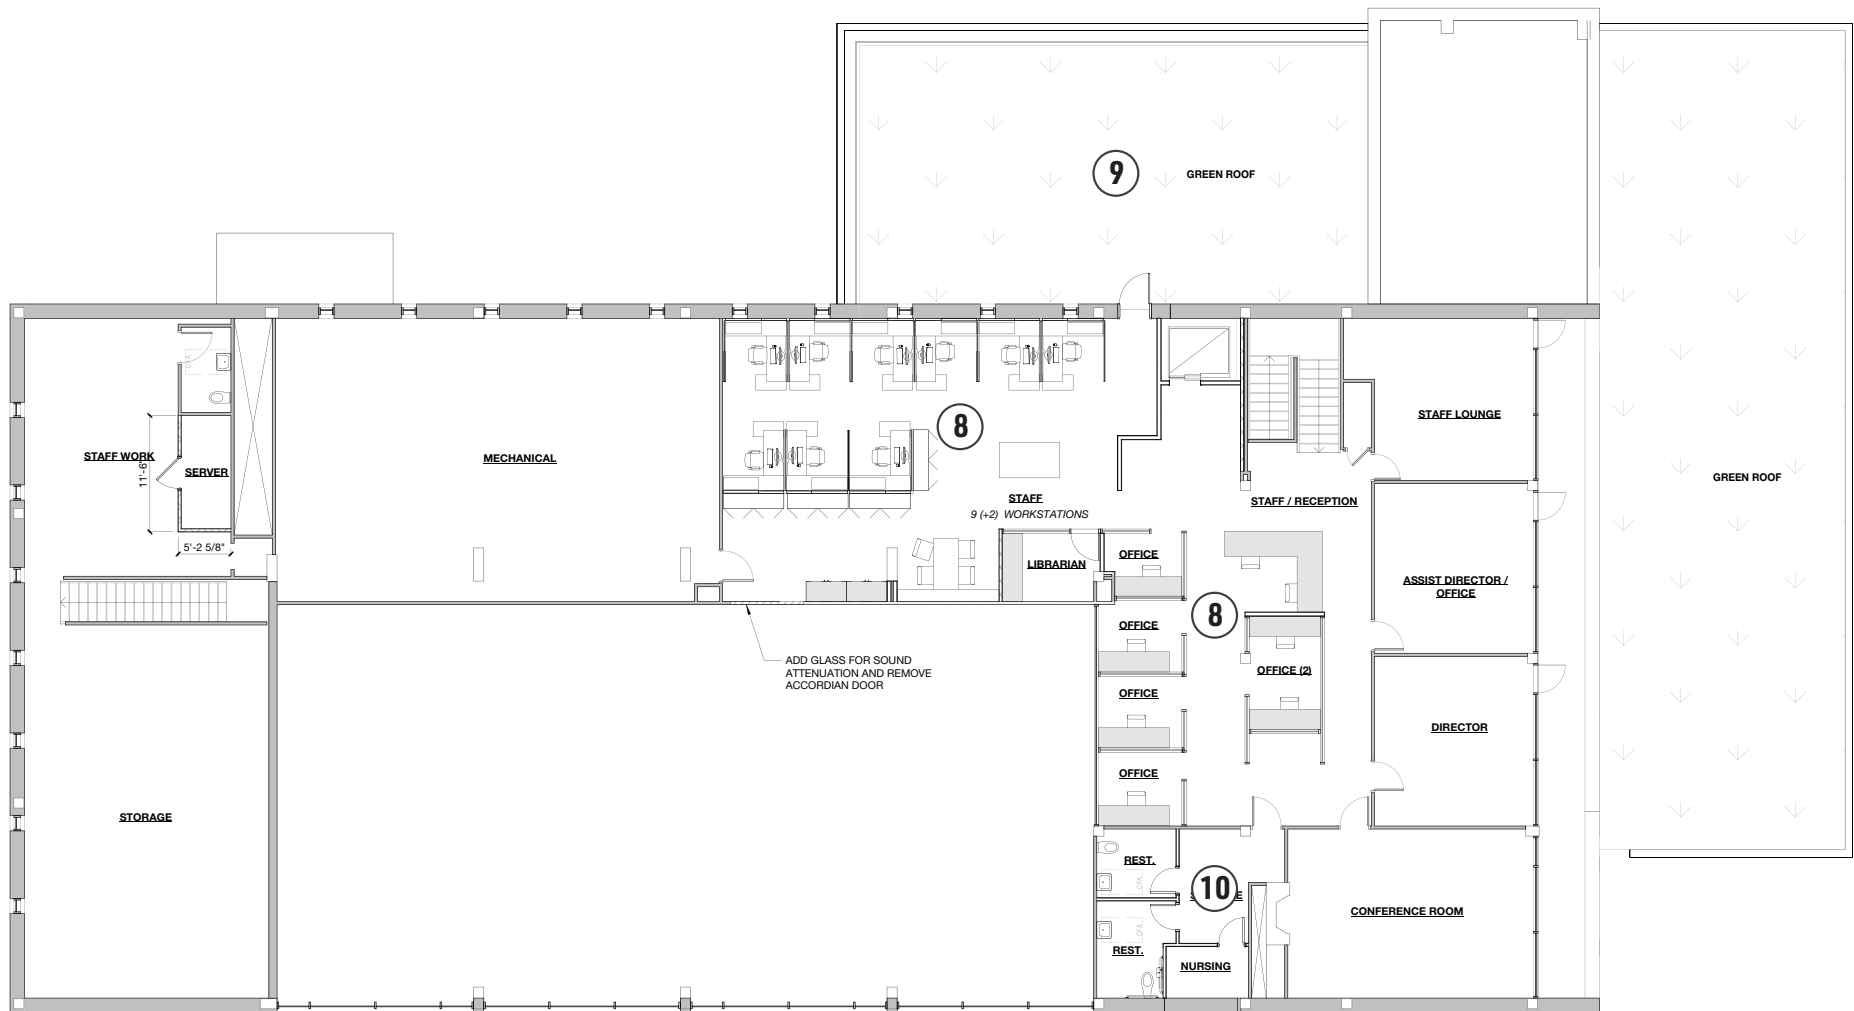 9
GREEN ROOF
STAFF LOUNGE
8
STAFF WORK
11'-6"
SERVER
MECHANICAL
GREEN ROOF
STAFF
9 (+2) WORKSTATIONS
STAFF / RECEPTION
5'-2 5/8"
OFFICE
LIBRARIAN
ASSIST DIRECTOR /
OFFICE
8
OFFICE
ADD GLASS FOR SOUND
ATTENUATION AND REMOVE
ACCORDIAN DOOR
OFFICE (2)
OFFICE
DIRECTOR
OFFICE
STORAGE
REST.
CFA
10
CONFERENCE ROOM
CFA
REST.
NURSING